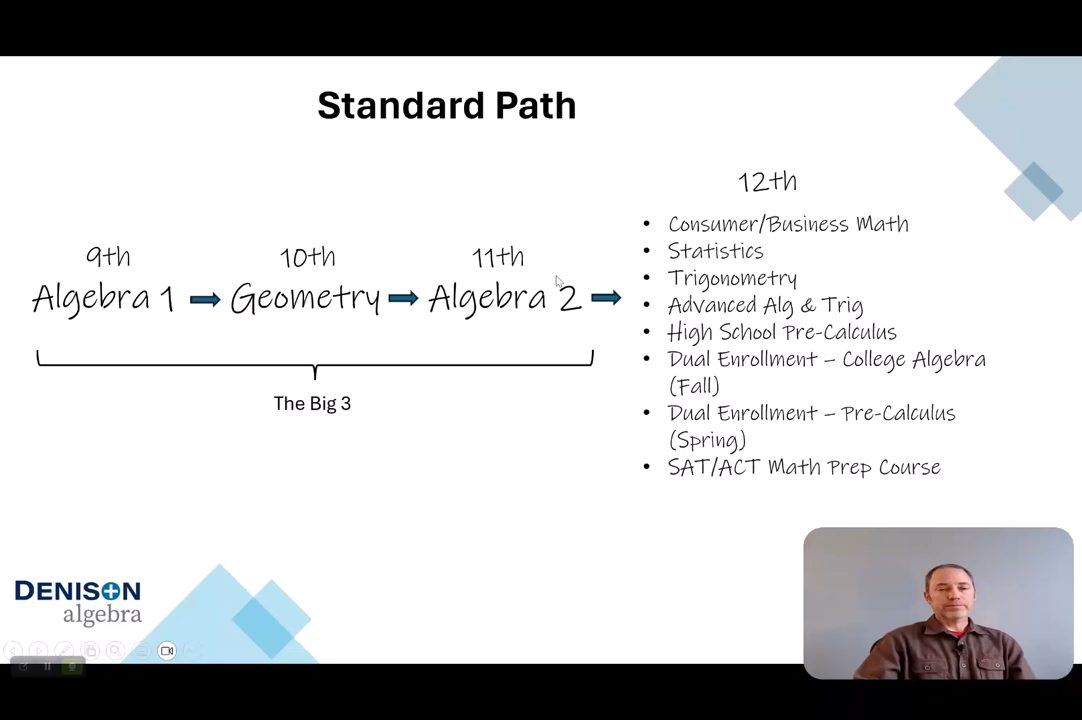 Standard Path
12th
• Consumer/Business Math
• Statistics
• Trigonometry
• Advanced Alg & Trig
• High School Pre-Calculus
• Dual Enrollment – College Algebra
(Fall)
• Dual Enrollment – Pre-Calculus
(Spring)
• SAT/ACT Math Prep Course
9th
10th
11th
Algebra 1
Geometry
Algebra 2
The Big 3
DENISON
algebra